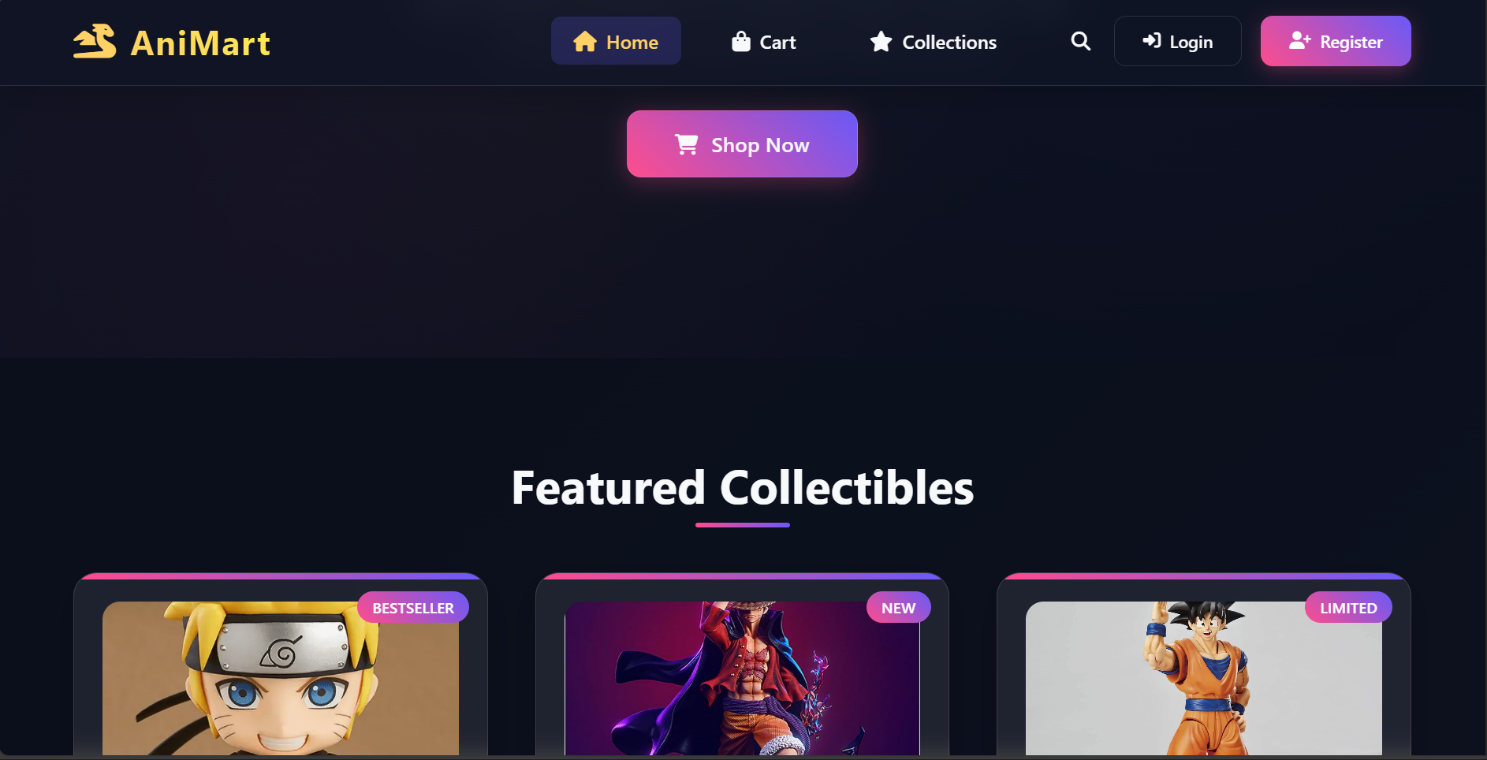 AniMart
Home
Cart
Collections
Login
Register
Shop Now
Featured Collectibles
BESTSELLER
NEW
LIMITED